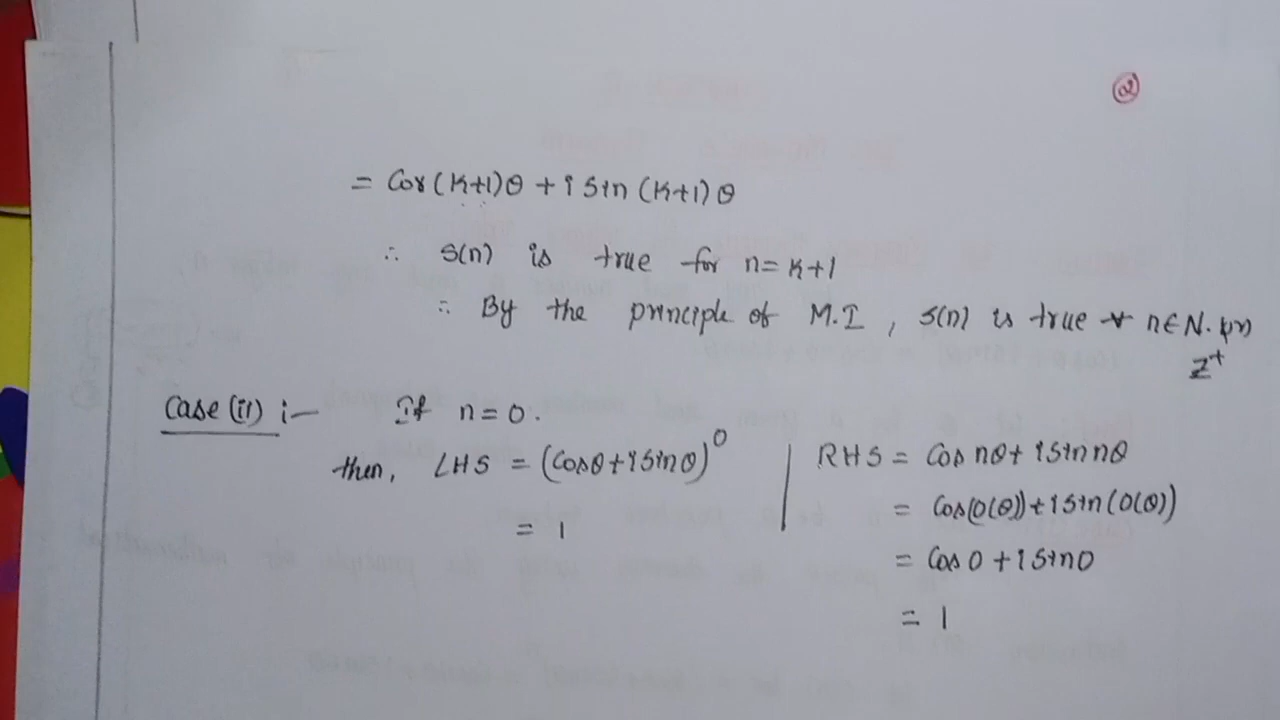 ②
= Cos(K+1)θ + i sin (K+1)θ
∴ S(n) is true for n = K+1
∴ By the principle of M.I, S(n) is true ∀ n∈N. (or)
Z⁺
Case (ii) :– If n = 0.
then, LHS = (Cosθ + i sinθ)⁰
= 1
RHS = Cos nθ + i sin nθ
= Cos(0(θ)) + i sin(0(θ))
= Cos 0 + i sin 0
= 1